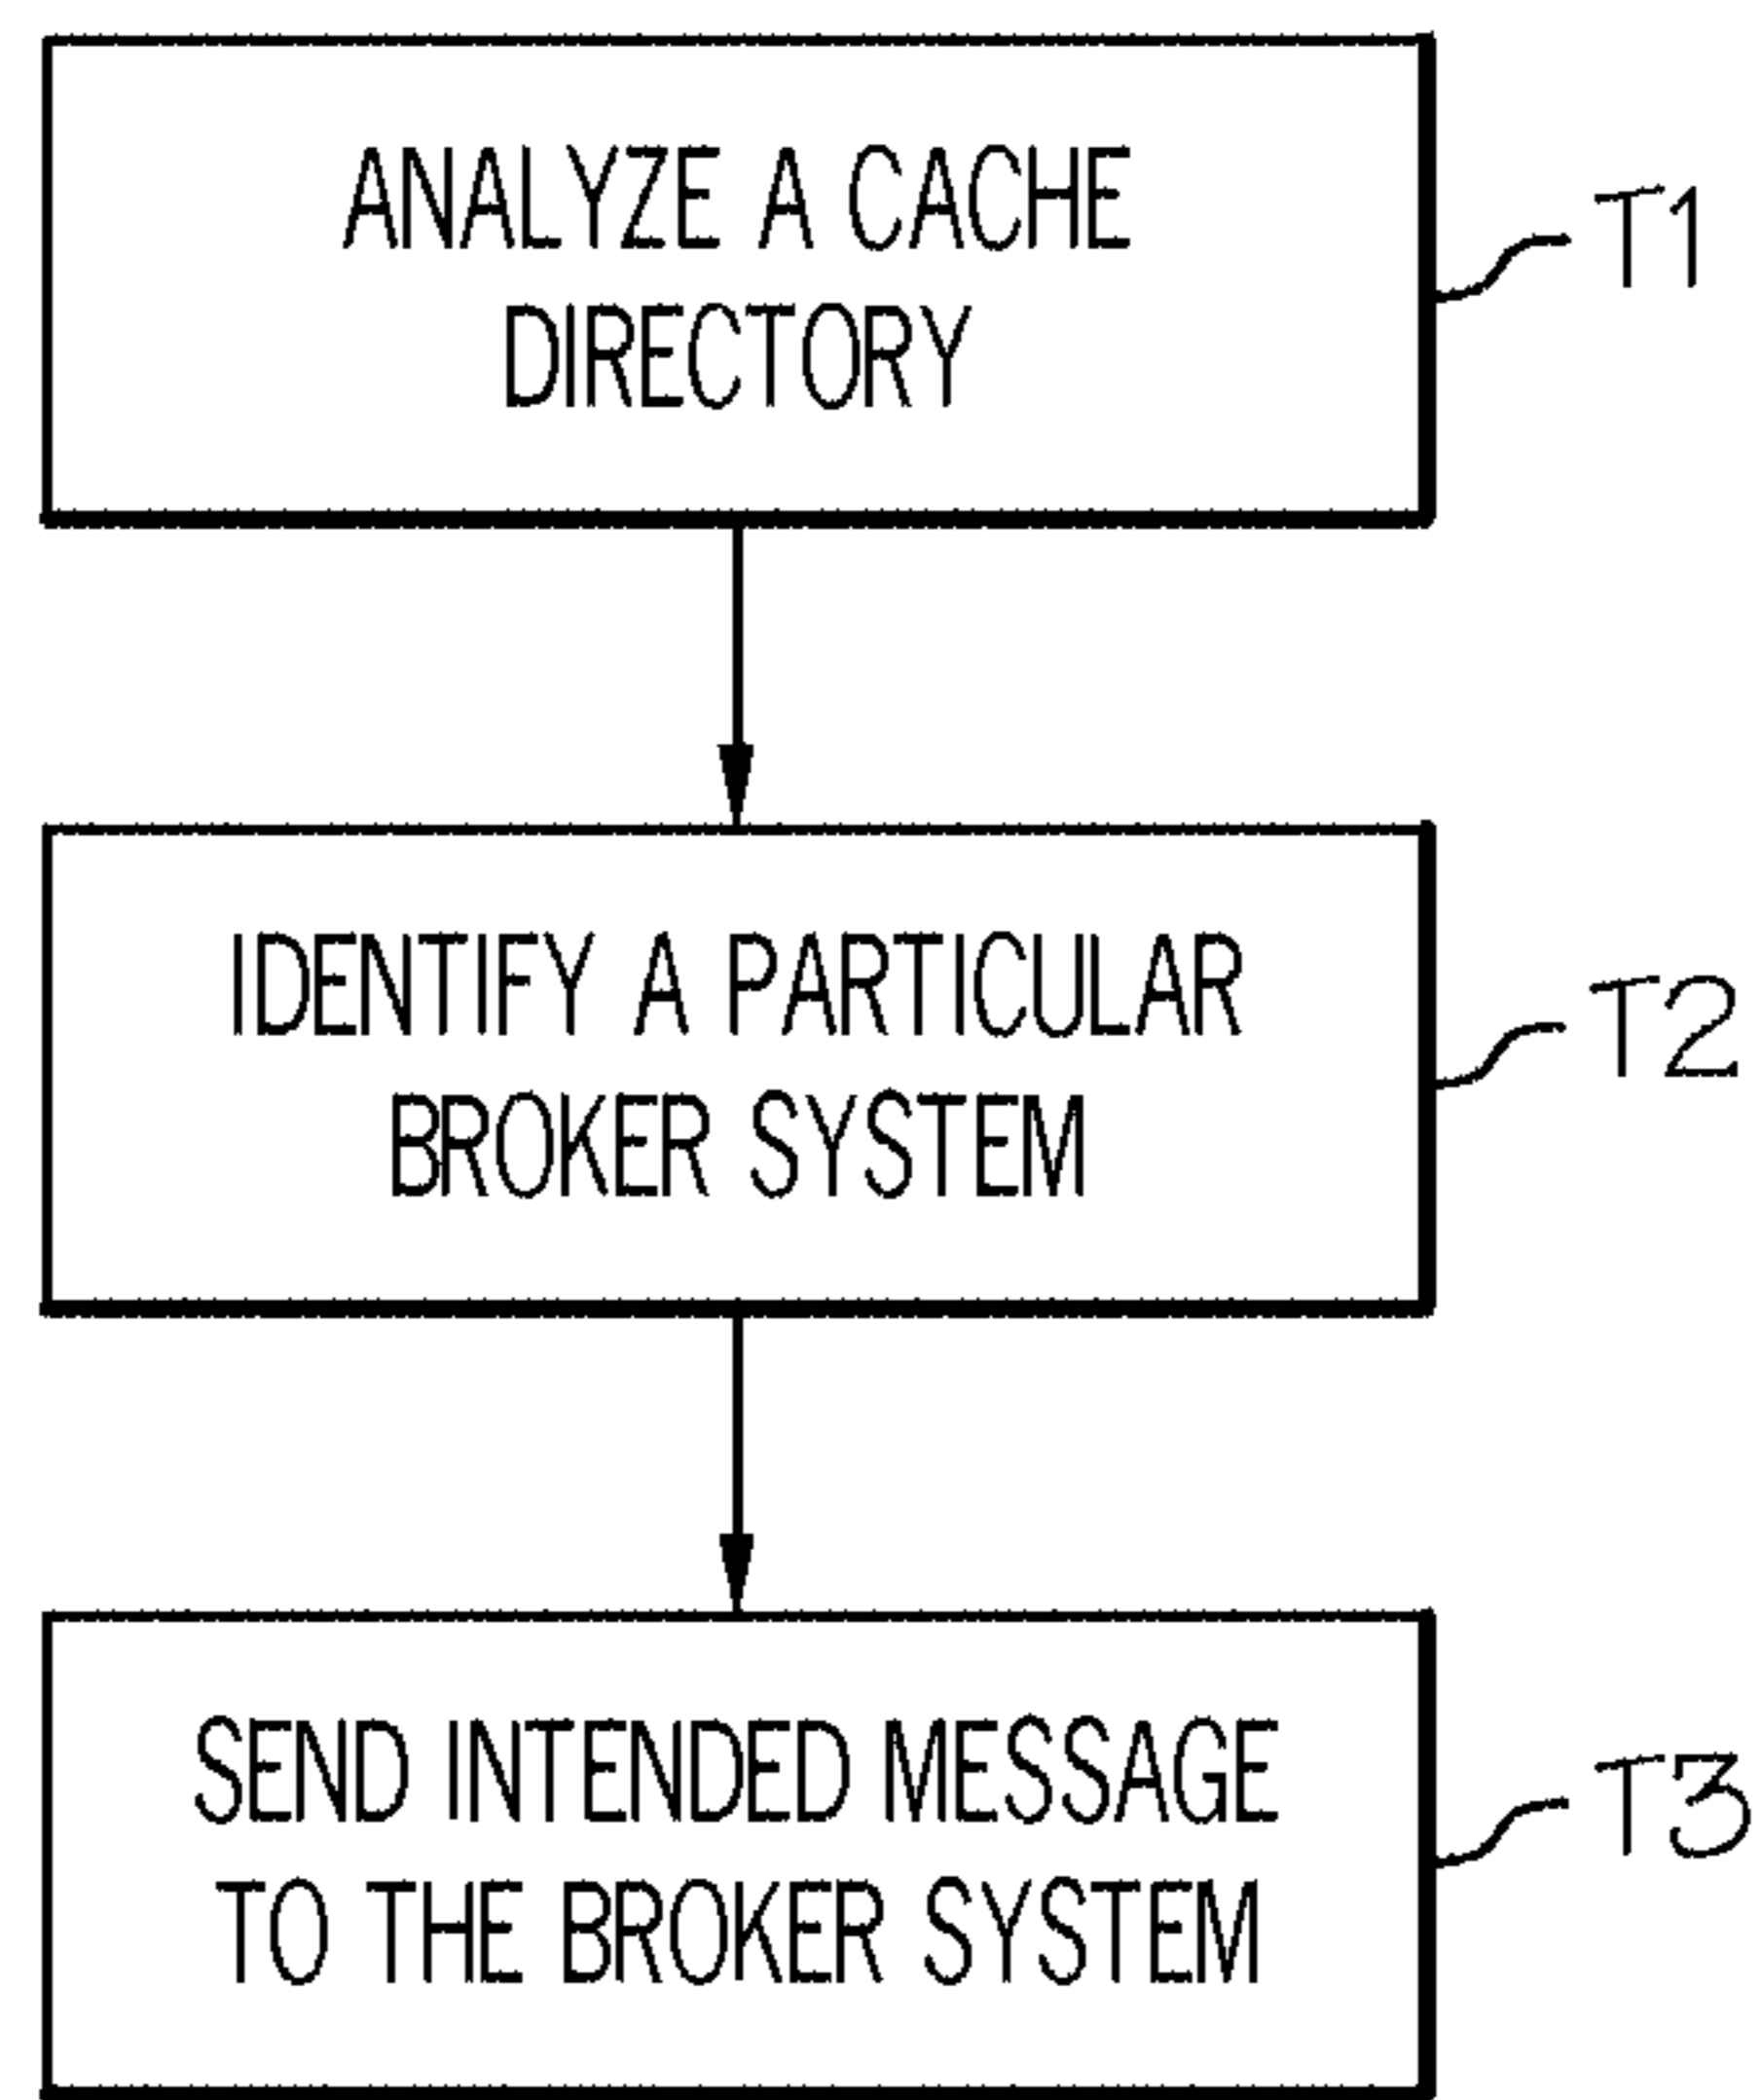 ANALYZE A CACHE
DIRECTORY
T1
IDENTIFY A PARTICULAR
BROKER SYSTEM
T2
SEND INTENDED MESSAGE
TO THE BROKER SYSTEM
T3